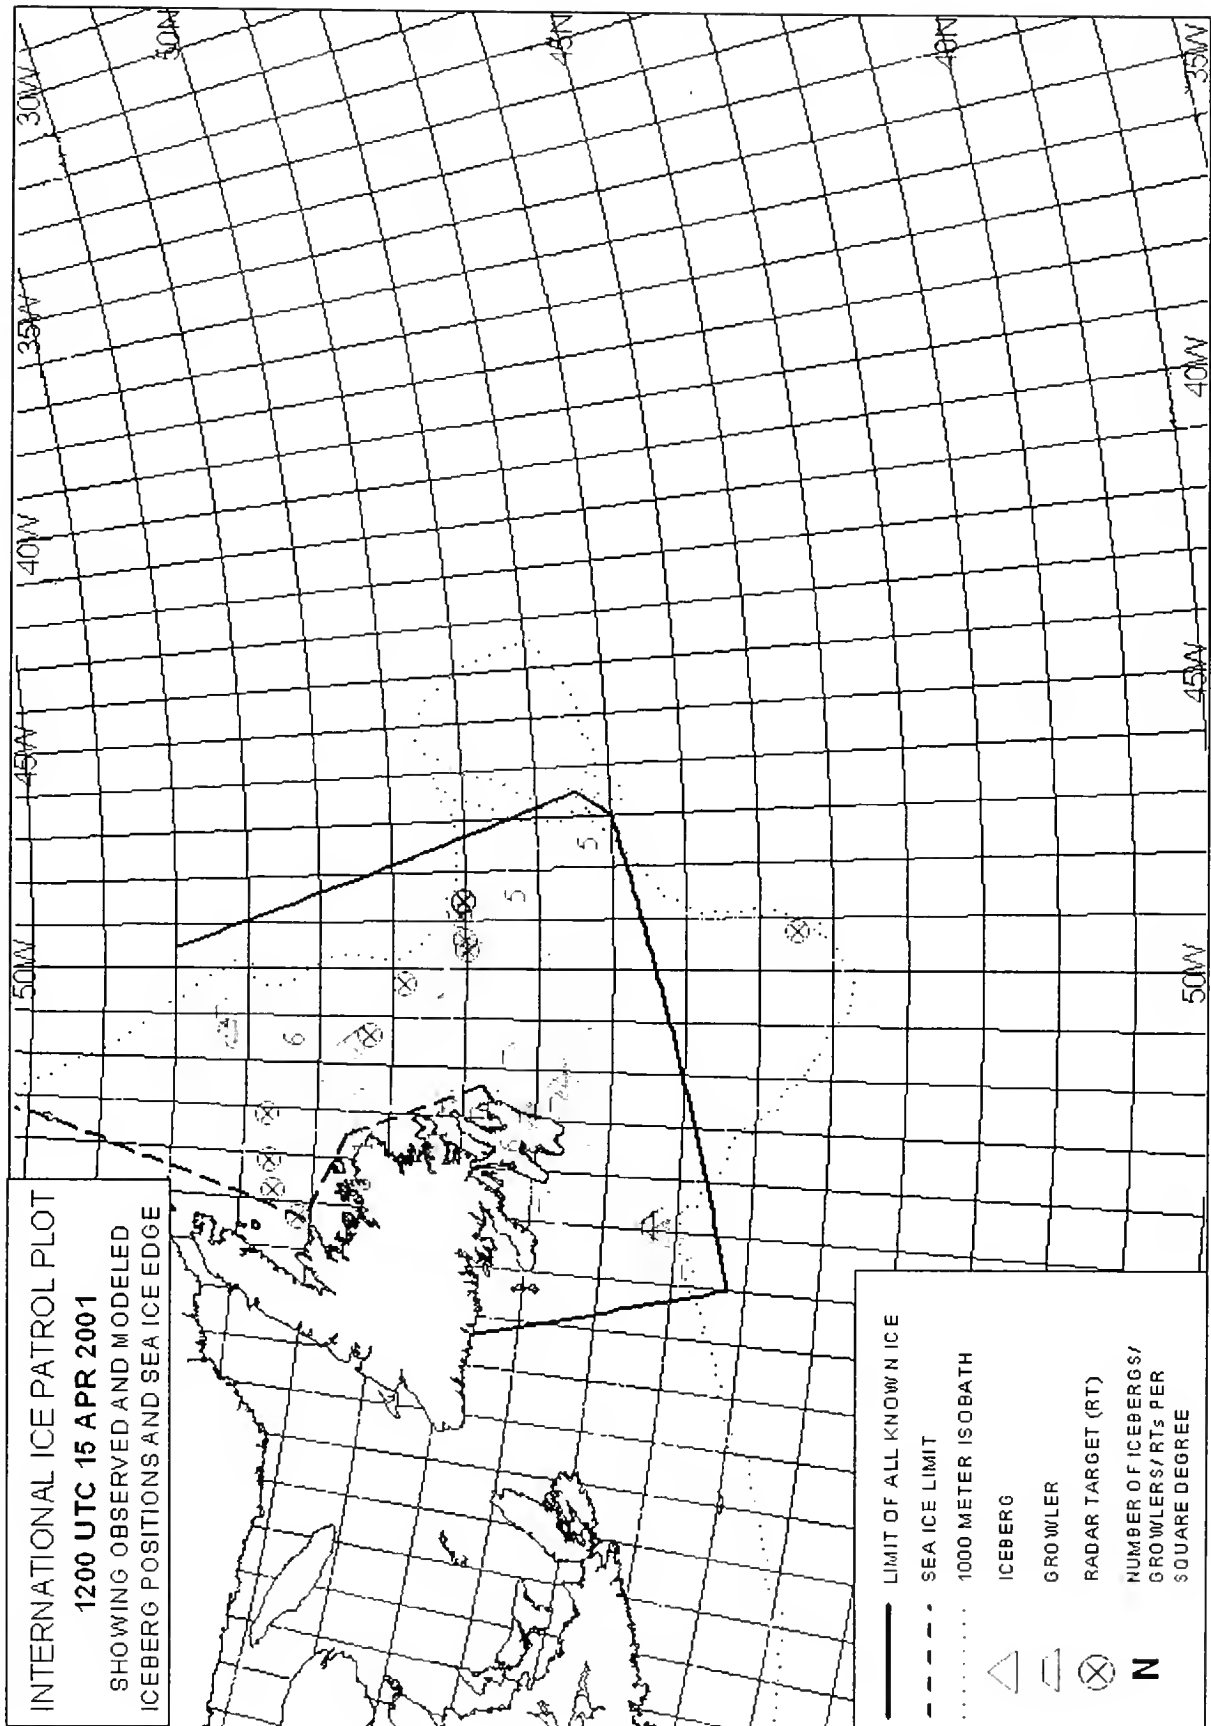 INTERNATIONAL ICE PATROL PLOT
1200 UTC 15 APR 2001
SHOWING OBSERVED AND MODELED
ICEBERG POSITIONS AND SEA ICE EDGE
50W
45W
40W
35W
30W
50N
45N
40N
35W
40W
45W
50W
6
5
5
LIMIT OF ALL KNOWN ICE
SEA ICE LIMIT
1000 METER ISOBATH
ICEBERG
GROWLER
RADAR TARGET (RT)
N NUMBER OF ICEBERGS/
GROWLERS/RTs PER
SQUARE DEGREE